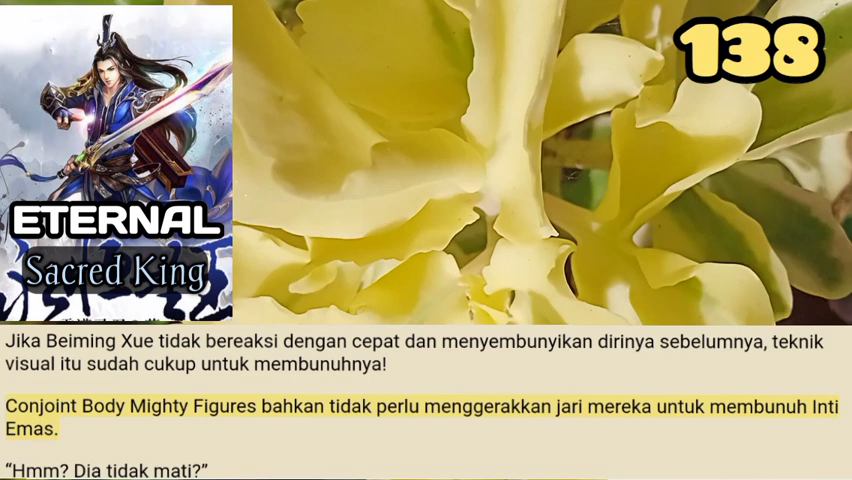 138
ETERNAL
Sacred King
Jika Beiming Xue tidak bereaksi dengan cepat dan menyembunyikan dirinya sebelumnya, teknik
visual itu sudah cukup untuk membunuhnya!
Conjoint Body Mighty Figures bahkan tidak perlu menggerakkan jari mereka untuk membunuh Inti
Emas.
“Hmm? Dia tidak mati?”